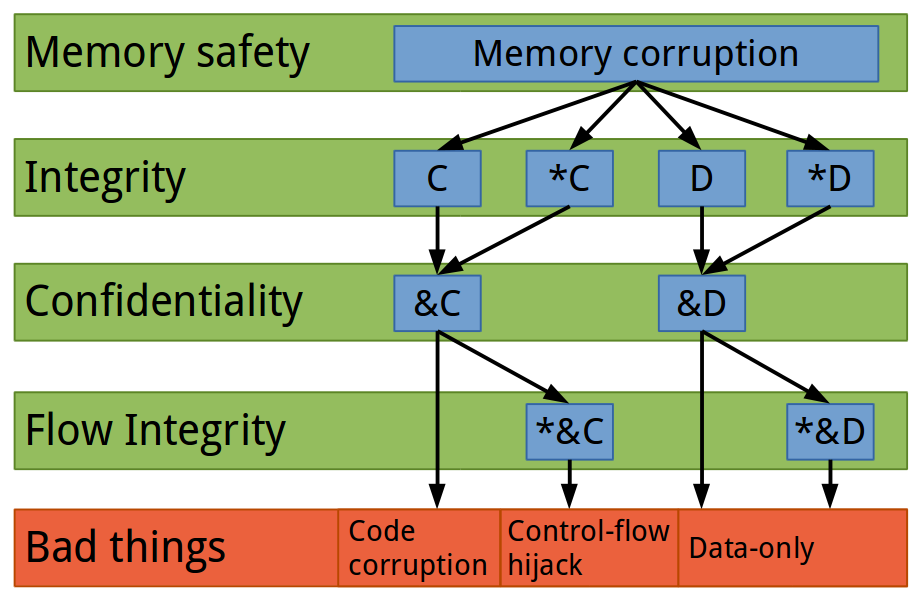 Memory safety
Memory corruption
Integrity
C
*C
D
*D
Confidentiality
&C
&D
Flow Integrity
*&C
*&D
Bad things
Code
corruption
Control-flow
hijack
Data-only